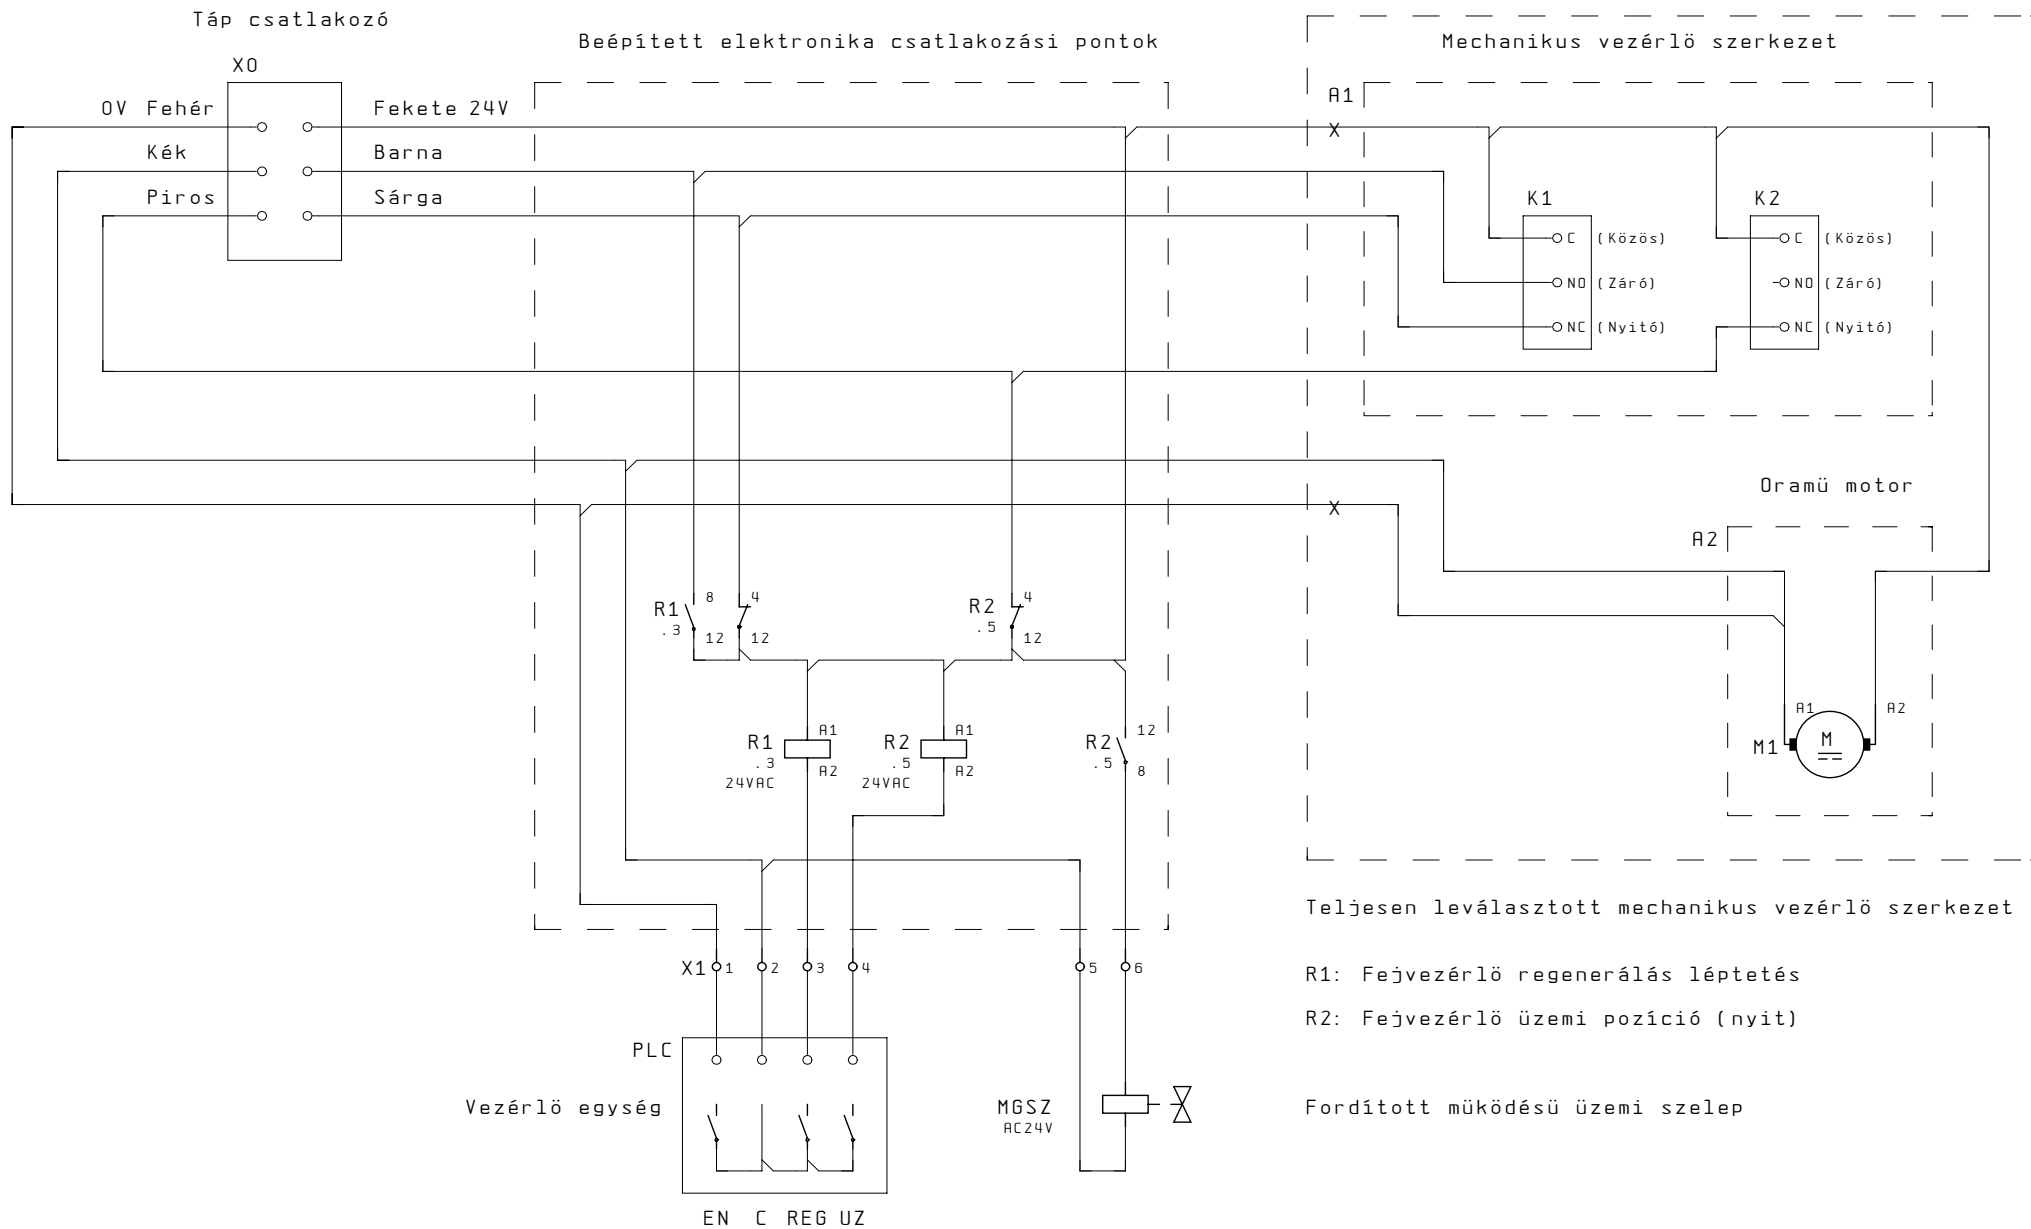 Táp csatlakozó
Beépített elektronika csatlakozási pontok
Mechanikus vezérlö szerkezet
X0
A1
0V Fehér
Fekete 24V
X
Kék
Barna
Piros
Sárga
K1
K2
C (Közös)
C (Közös)
NO (Záró)
NO (Záró)
NC (Nyitó)
NC (Nyitó)
Oramü motor
X
A2
R1
.3
8
12
4
12
R2
.5
4
12
R1
.3
24VAC
A1
A2
R2
.5
24VAC
A1
A2
R2
.5
12
8
A1
A2
M1
M
Teljesen leválasztott mechanikus vezérlö szerkezet
X1 1 2 3 4 5 6
R1: Fejvezérlö regenerálás léptetés
R2: Fejvezérlö üzemi pozíció (nyit)
PLC
Vezérlö egység
MGSZ
AC24V
Fordított müködésü üzemi szelep
EN C REG UZ